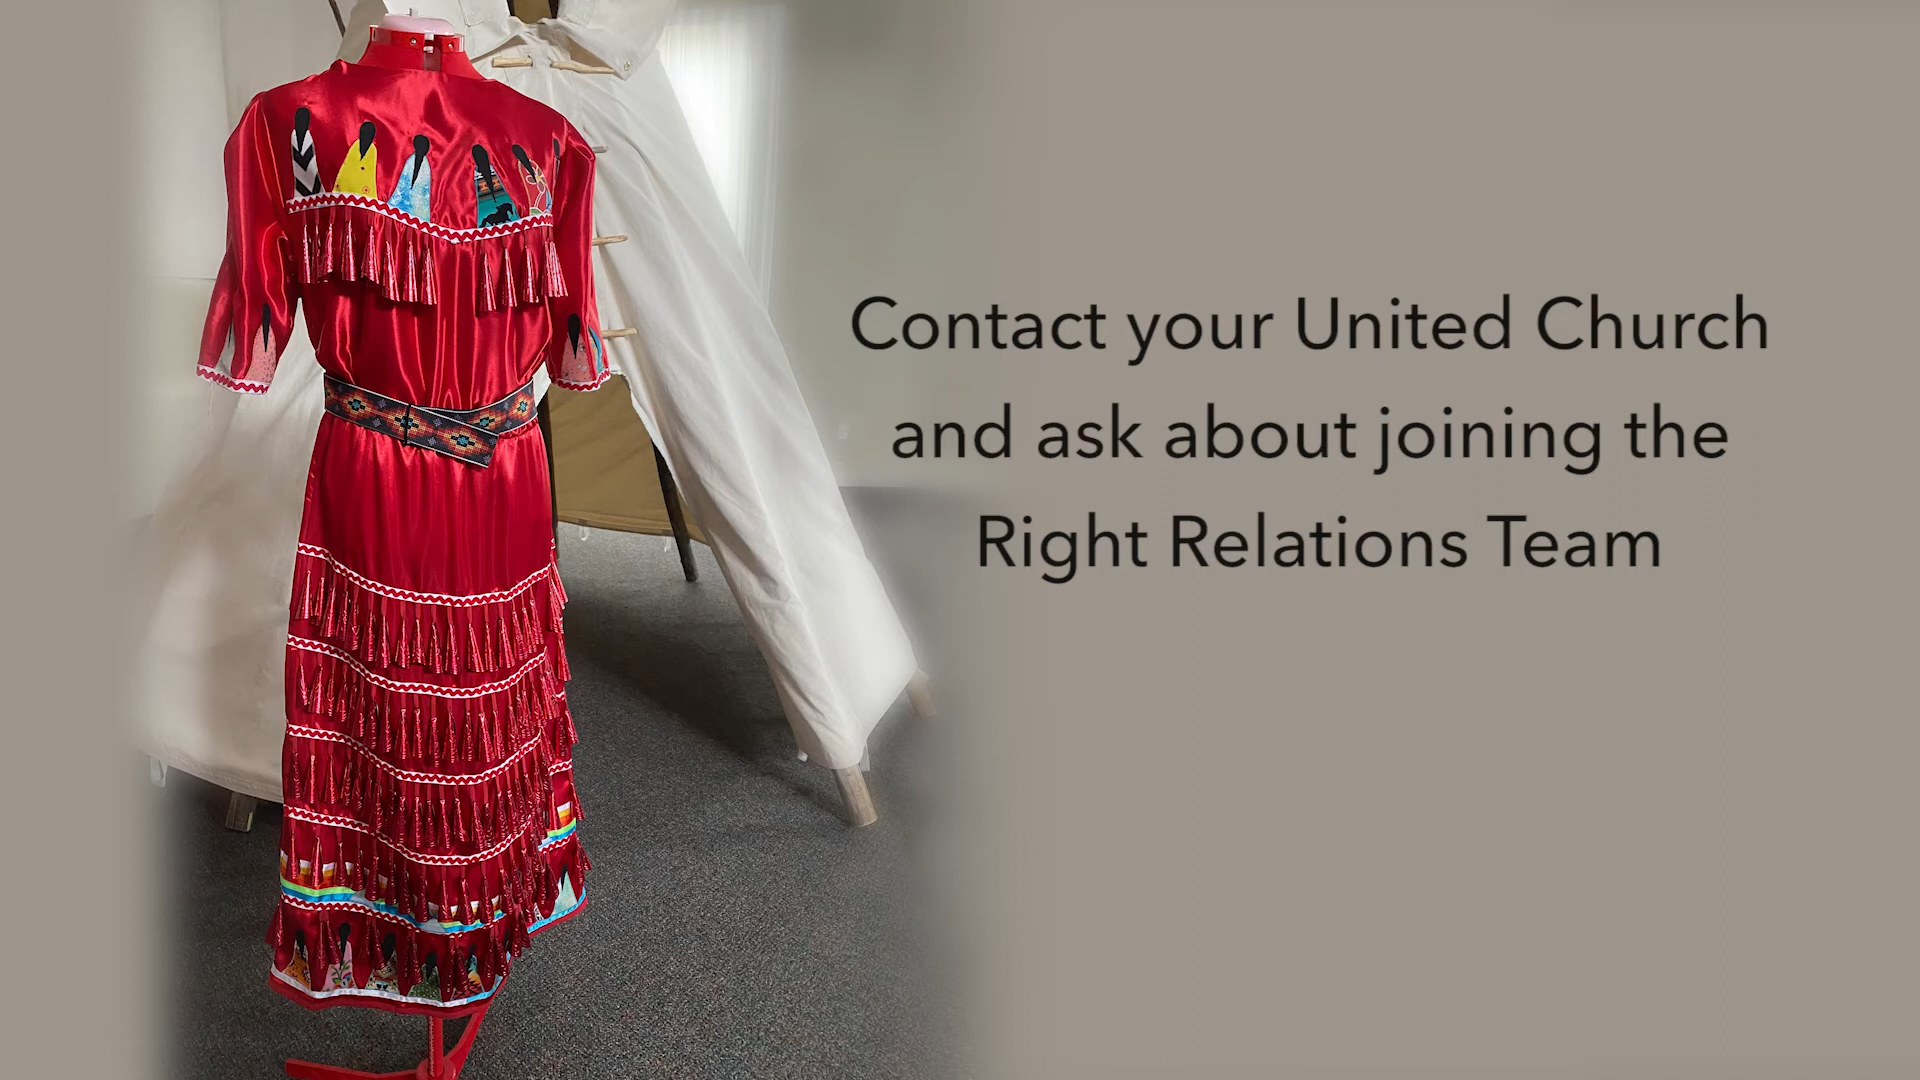 Contact your United Church
and ask about joining the
Right Relations Team